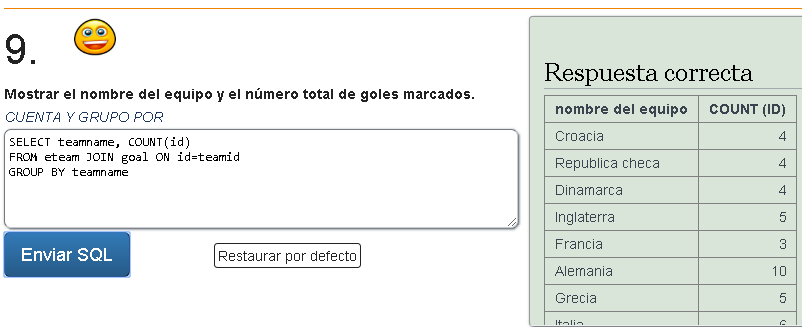 9.
Mostrar el nombre del equipo y el número total de goles marcados.
CUENTA Y GRUPO POR
SELECT teamname, COUNT(id)
FROM eteam JOIN goal ON id=teamid
GROUP BY teamname
Enviar SQL
Restaurar por defecto
Respuesta correcta
nombre del equipo COUNT (ID)
Croacia 4
Republica checa 4
Dinamarca 4
Inglaterra 5
Francia 3
Alemania 10
Grecia 5
Italia 6